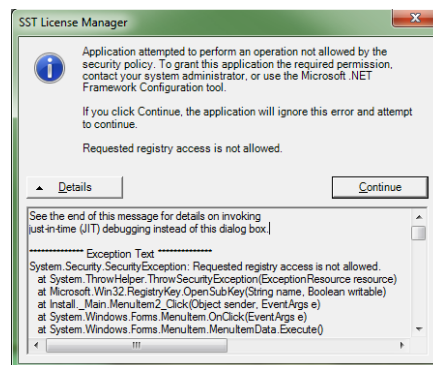 SST License Manager
Application attempted to perform an operation not allowed by the
security policy. To grant this application the required permission,
contact your system administrator, or use the Microsoft .NET
Framework Configuration tool.
If you click Continue, the application will ignore this error and attempt
to continue.
Requested registry access is not allowed.
Details
Continue
See the end of this message for details on invoking
just-in-time (JIT) debugging instead of this dialog box.
************** Exception Text **************
System.Security.SecurityException: Requested registry access is not allowed.
at System.ThrowHelper.ThrowSecurityException(ExceptionResource resource)
at Microsoft.Win32.RegistryKey.OpenSubKey(String name, Boolean writable)
at Install._Main.MenuItem2_Click(Object sender, EventArgs e)
at System.Windows.Forms.MenuItem.OnClick(EventArgs e)
at System.Windows.Forms.MenuItem.MenuItemData.Execute()